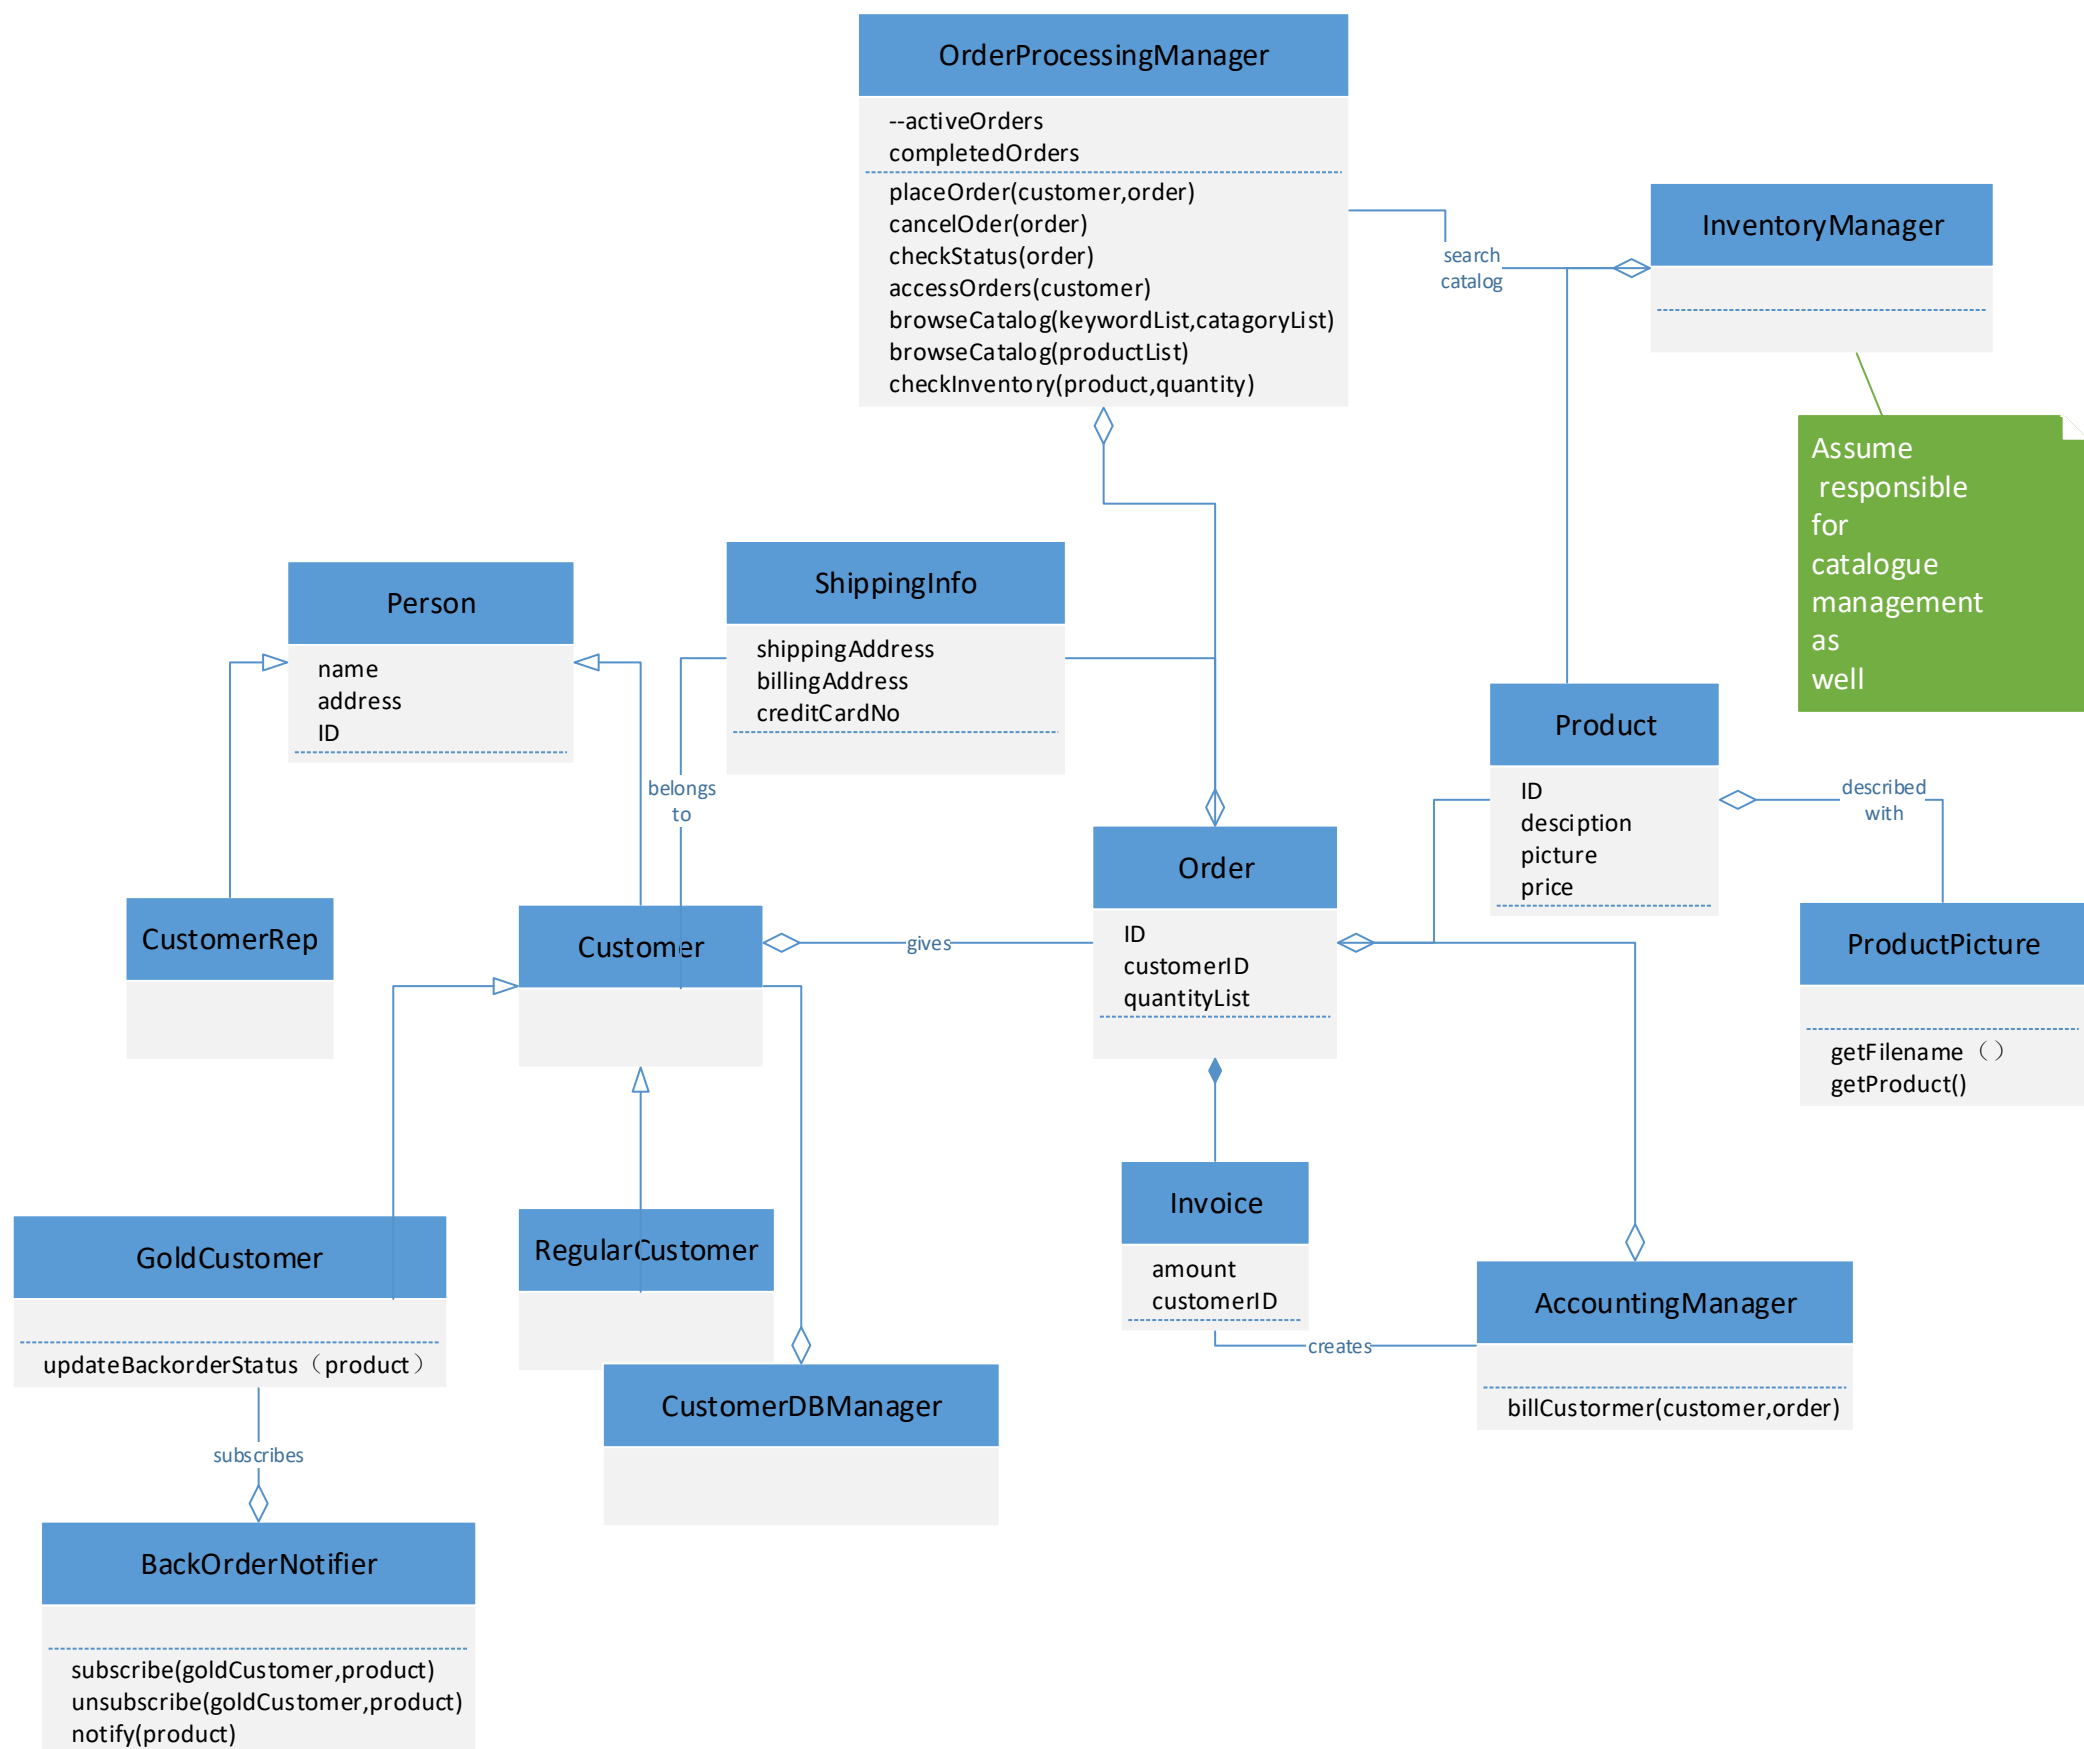 OrderProcessingManager
--activeOrders
completedOrders
placeOrder(customer,order)
cancelOder(order)
checkStatus(order)
accessOrders(customer)
browseCatalog(keywordList,catagoryList)
browseCatalog(productList)
checkInventory(product,quantity)
search
catalog
InventoryManager
Assume
responsible
for
catalogue
management
as
well
Person
name
address
ID
ShippingInfo
shippingAddress
billingAddress
creditCardNo
belongs
to
Product
ID
desciption
picture
price
described
with
ProductPicture
getFilename（）
getProduct()
CustomerRep
Customer
gives
Order
ID
customerID
quantityList
GoldCustomer
updateBackorderStatus（product）
RegularCustomer
CustomerDBManager
Invoice
amount
customerID
creates
AccountingManager
billCustormer(customer,order)
subscribes
BackOrderNotifier
subscribe(goldCustomer,product)
unsubscribe(goldCustomer,product)
notify(product)